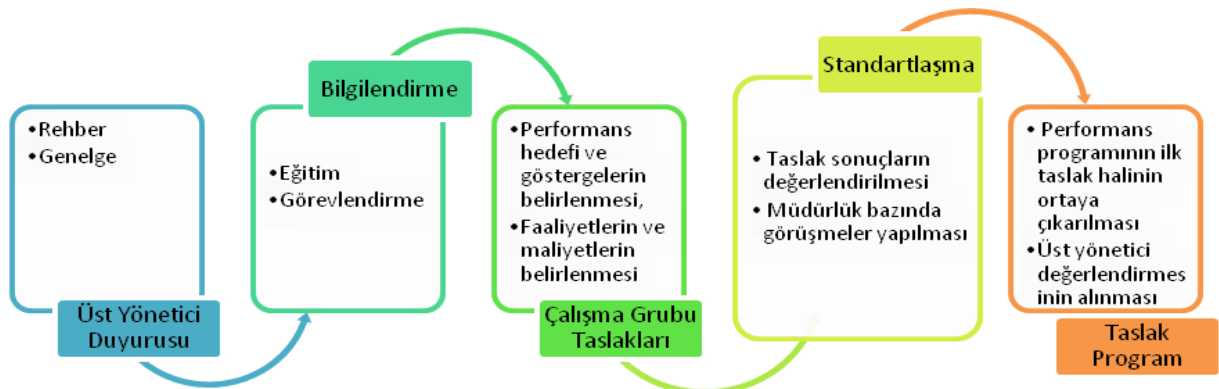 •Rehber
•Genelge
Üst Yönetici
Duyurusu
Bilgilendirme
•Eğitim
•Görevlendirme
•Performans
hedefi ve
göstergelerin
belirlenmesi,
•Faaliyetlerin ve
maliyetlerin
belirlenmesi
Çalışma Grubu
Taslakları
Standartlaşma
• Taslak sonuçların
değerlendirilmesi
• Müdürlük bazında
görüşmeler yapılması
• Performans
programının ilk
taslak halinin
ortaya
çıkarılması
•Üst yönetici
değerlendirmes
inin alınması
Taslak
Program